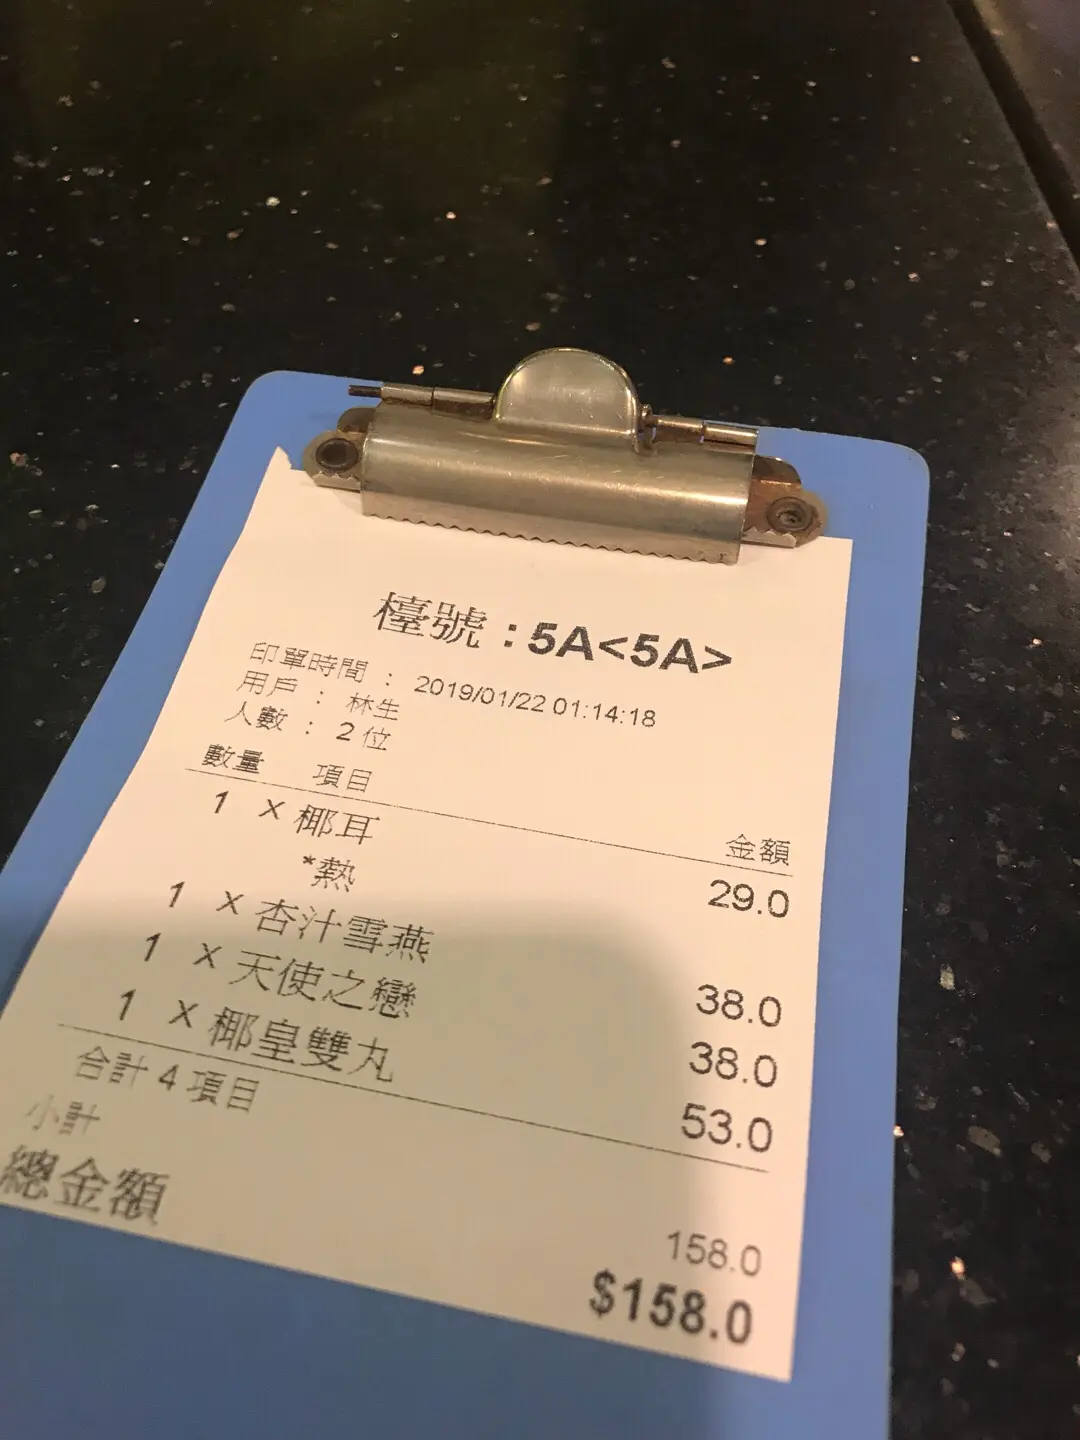 檯號：5A<5A>
印單時間： 2019/01/22 01:14:18
用戶： 林生
人數： 2 位
數量 項目 金額
1 X 椰耳 29.0
*熱
1 X 杏汁雪燕 38.0
1 X 天使之戀 38.0
1 X 椰皇雙丸 53.0
合計 4 項目
小計 158.0
總金額 $158.0